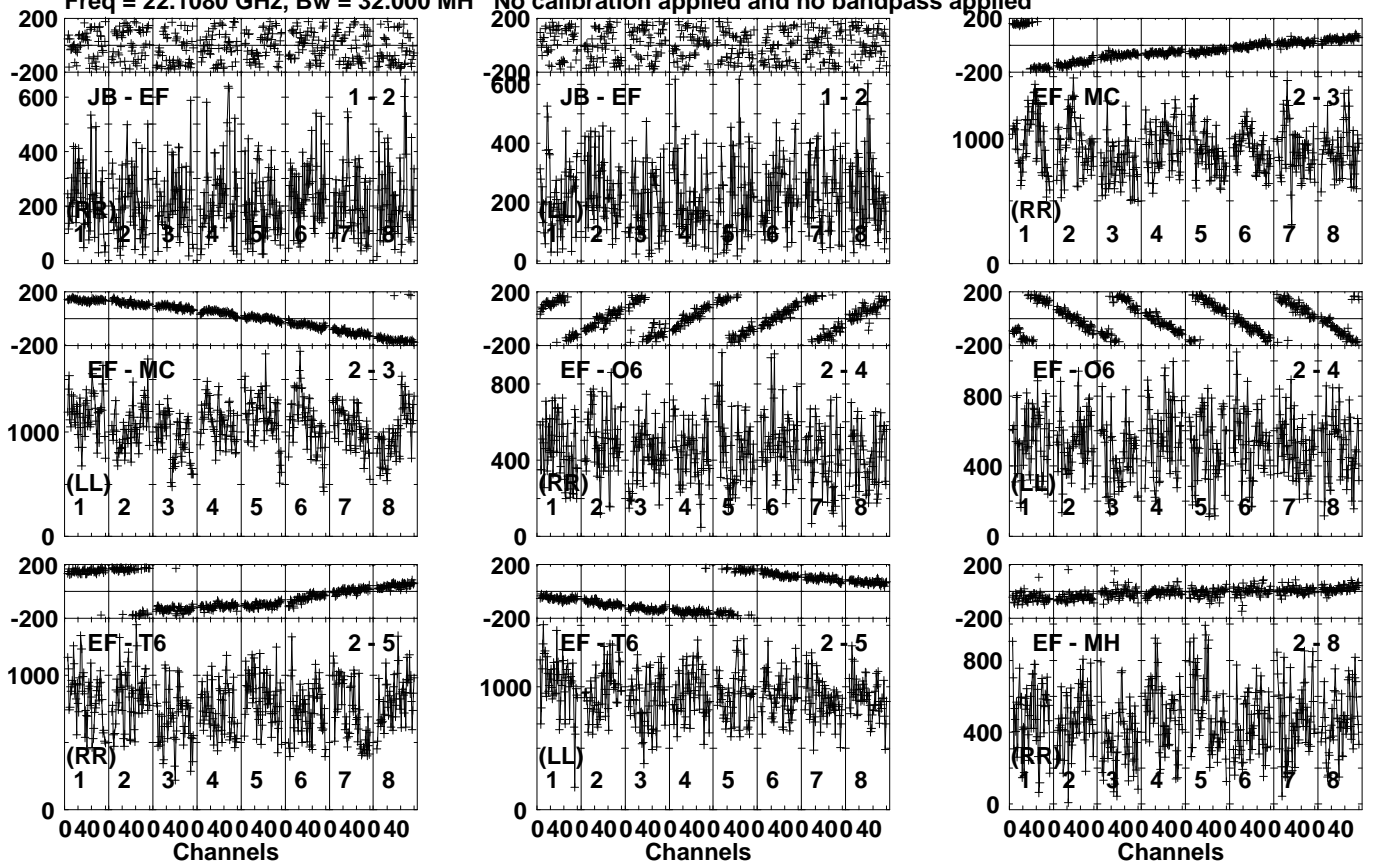 Freq = 22.1080 GHz, Bw = 32.000 MH No calibration applied and no bandpass applied
200
-200
600
400
200
0
JB - EF 1 - 2
(RR)
1 2 3 4 5 6 7 8
200
-200
600
400
200
0
JB - EF 1 - 2
(LL)
1 2 3 4 5 6 7 8
200
-200
1000
0
EF - MC 2 - 3
(RR)
1 2 3 4 5 6 7 8
200
-200
1000
0
EF - MC 2 - 3
(LL)
1 2 3 4 5 6 7 8
200
-200
800
400
0
EF - O6 2 - 4
(RR)
1 2 3 4 5 6 7 8
200
-200
800
400
0
EF - O6 2 - 4
(LL)
1 2 3 4 5 6 7 8
200
-200
1000
0
EF - T6 2 - 5
(RR)
1 2 3 4 5 6 7 8
0 40 0 40 0 40 0 40 0 40 0 40 0 40 0 40
Channels
200
-200
1000
0
EF - T6 2 - 5
(LL)
1 2 3 4 5 6 7 8
0 40 0 40 0 40 0 40 0 40 0 40 0 40 0 40
Channels
200
-200
800
400
0
EF - MH 2 - 8
(RR)
1 2 3 4 5 6 7 8
0 40 0 40 0 40 0 40 0 40 0 40 0 40 0 40
Channels